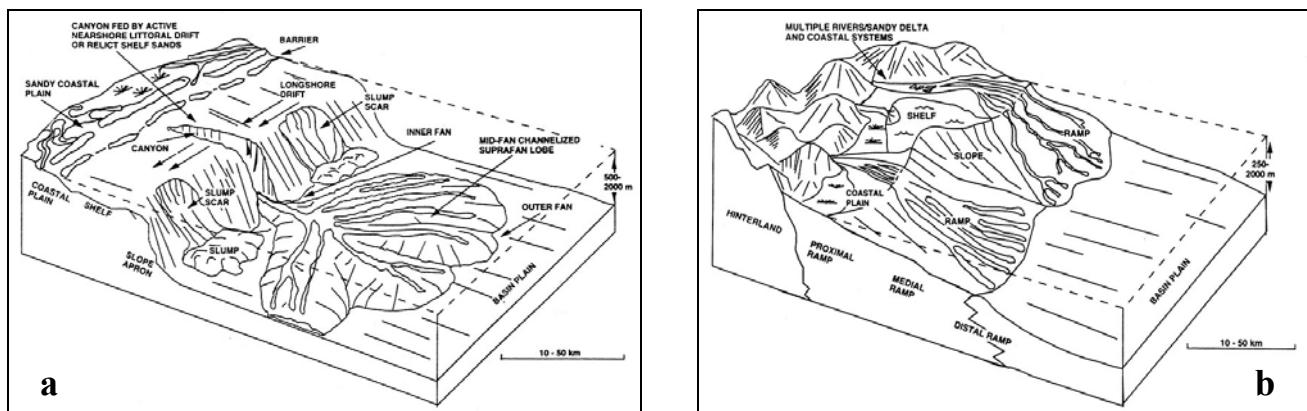 CANYON FED BY ACTIVE
NEARSHORE LITTORAL DRIFT
OR RELICT SHELF SANDS
BARRIER
SANDY COASTAL
PLAIN
LONGSHORE
DRIFT
SLUMP
SCAR
INNER FAN
MID-FAN CHANNELIZED
SUPRAFAN LOBE
CANYON
500-
2000 m
COASTAL
PLAIN
SHELF
SLUMP
SCAR
OUTER FAN
SLUMP
SLOPE
APRON
BASIN PLAIN
10 - 50 km
a
MULTIPLE RIVERS/SANDY DELTA
AND COASTAL SYSTEMS
SHELF
RAMP
SLOPE
250-
2000 m
COASTAL
PLAIN
HINTERLAND
RAMP
PROXIMAL
RAMP
MEDIAL
RAMP
BASIN PLAIN
DISTAL RAMP
10 - 50 km
b